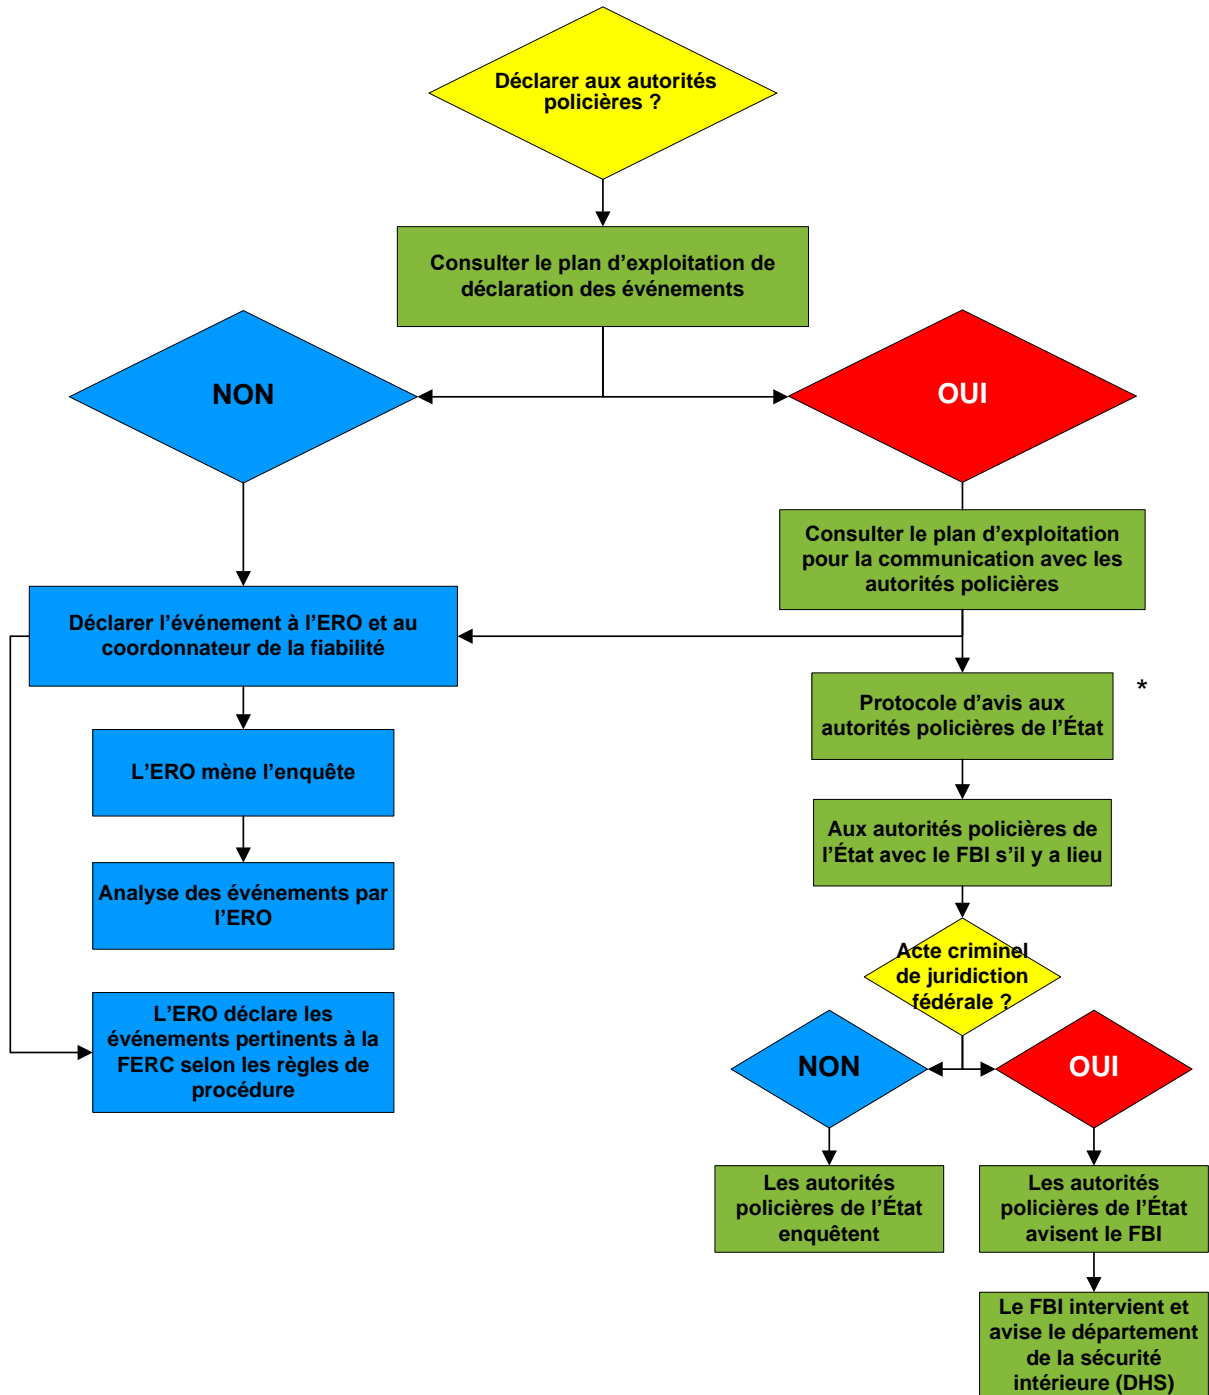 Déclarer aux autorités
policières ?
Consulter le plan d'exploitation de
déclaration des événements
NON
OUI
Consulter le plan d'exploitation
pour la communication avec les
autorités policières
Déclarer l'événement à l'ERO et au
coordonnateur de la fiabilité
Protocole d'avis aux
autorités policières de l'État
*
L'ERO mène l'enquête
Aux autorités policières de
l'État avec le FBI s'il y a lieu
Analyse des événements par
l'ERO
Acte criminel
de juridiction
fédérale ?
L'ERO déclare les
événements pertinents à la
FERC selon les règles de
procédure
NON
OUI
Les autorités
policières de l'État
enquêtent
Les autorités
policières de l'État
avisent le FBI
Le FBI intervient et
avise le département
de la sécurité
intérieure (DHS)